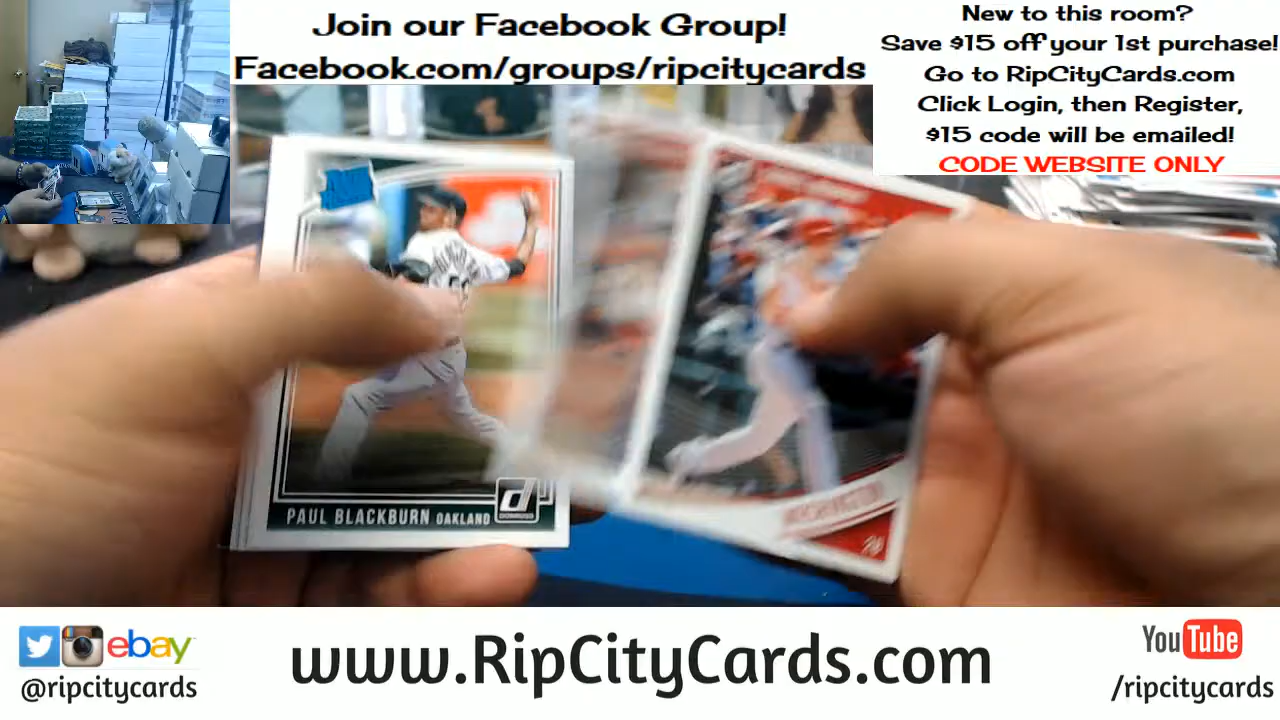 Join our Facebook Group!
Facebook.com/groups/ripcitycards
New to this room?
Save $15 off your 1st purchase!
Go to RipCityCards.com
Click Login, then Register,
$15 code will be emailed!
CODE WEBSITE ONLY
PAUL BLACKBURN OAKLAND
d
WASHINGTON
ebay
@ripcitycards
www.RipCityCards.com
YouTube
/ripcitycards